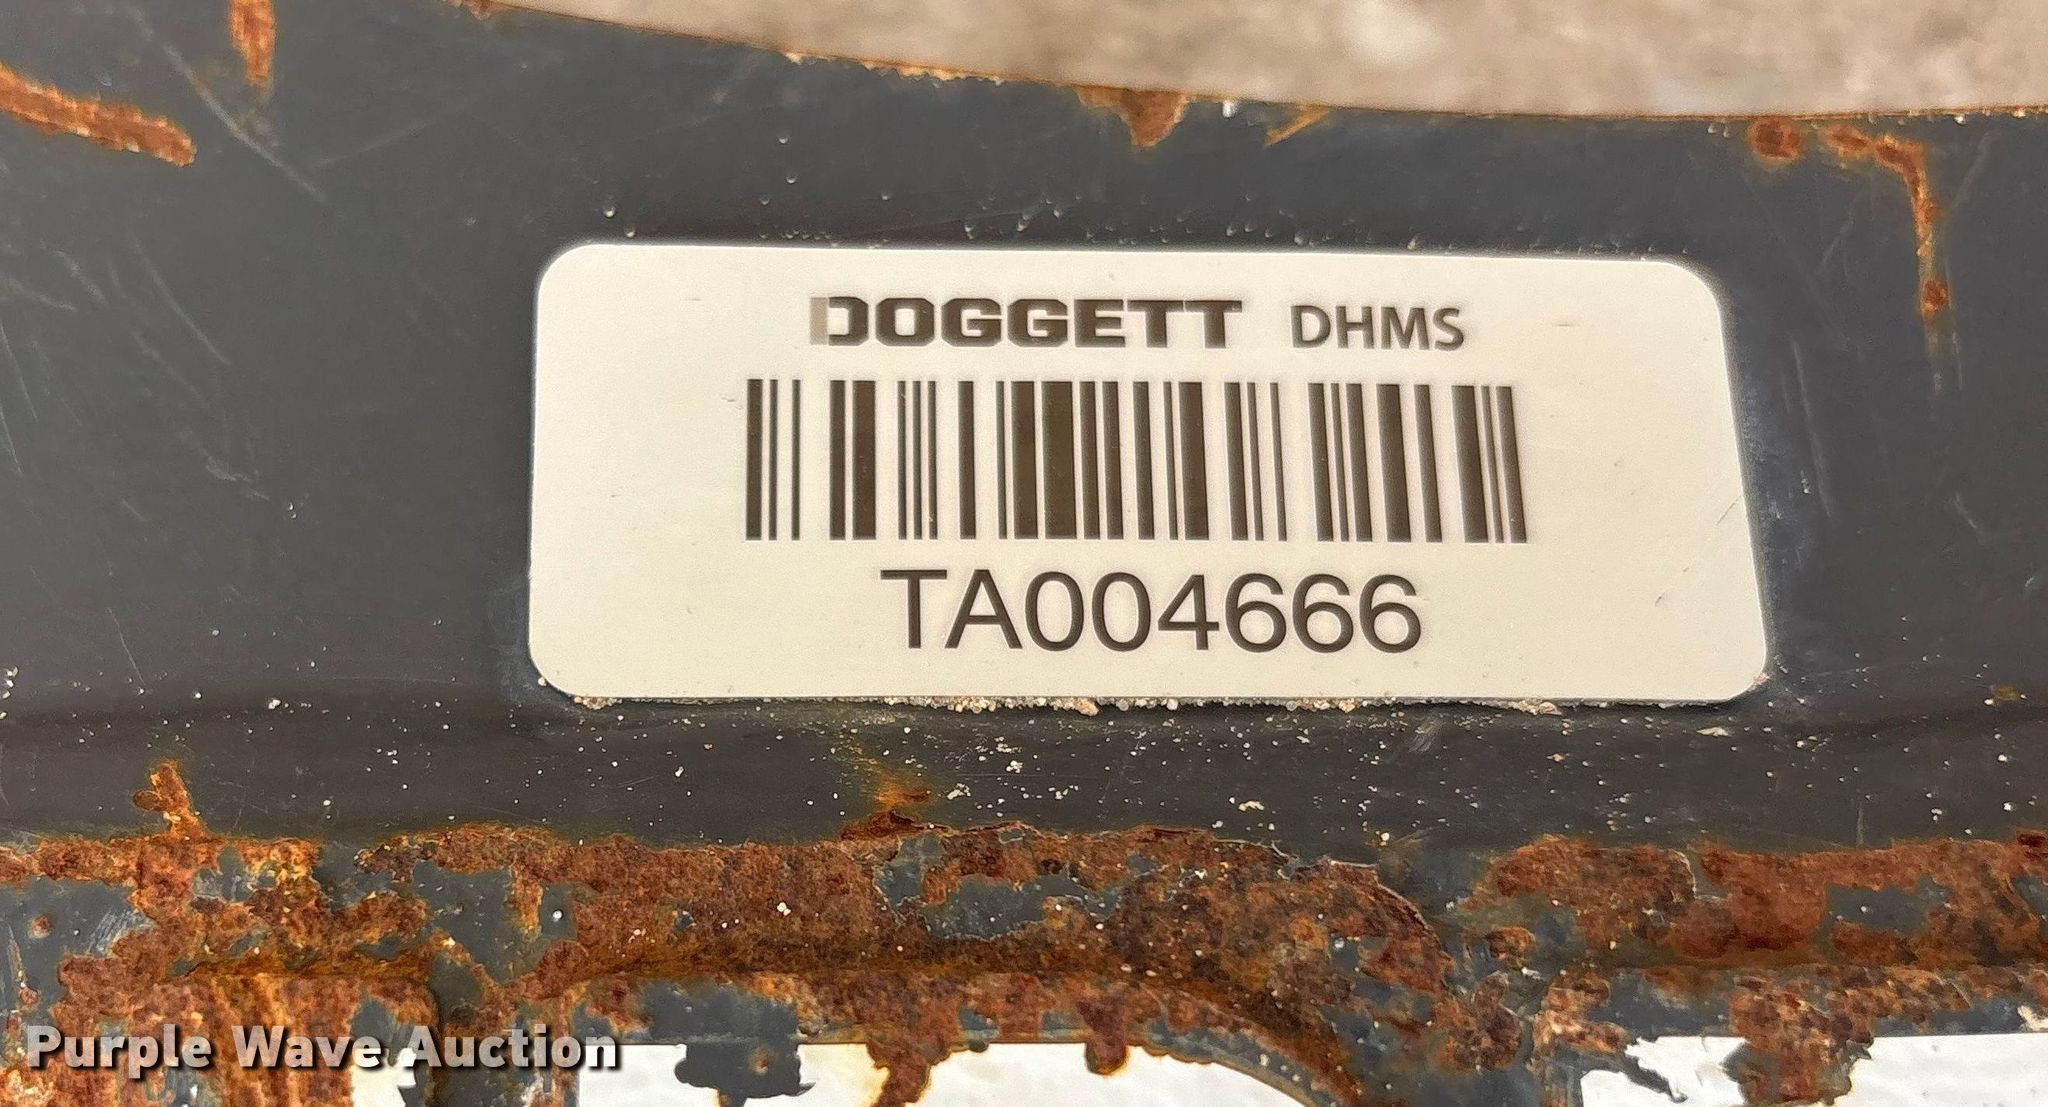 DOGGETT DHMS
TA004666
Purple Wave Auction